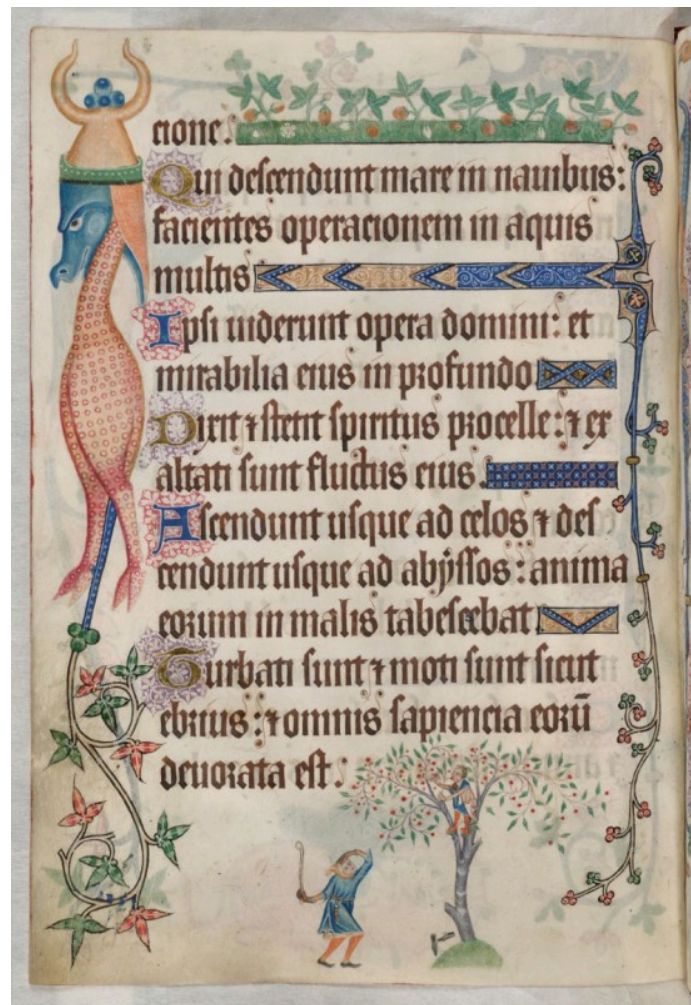 cione.
Qui descendunt mare in nauibus:
facientes operacionem in aquis
multis
Ipsi uiderunt opera domini: et
mirabilia eius in profundo
Dixit ⁊ stetit spiritus procelle: ⁊ ex
altati sunt fluctus eius.
Ascendunt usque ad celos ⁊ des
cendunt usque ad abyssos: anima
eorum in malis tabescebat
Turbati sunt ⁊ moti sunt sicut
ebrius: ⁊ omnis sapiencia eorū
deuorata est.